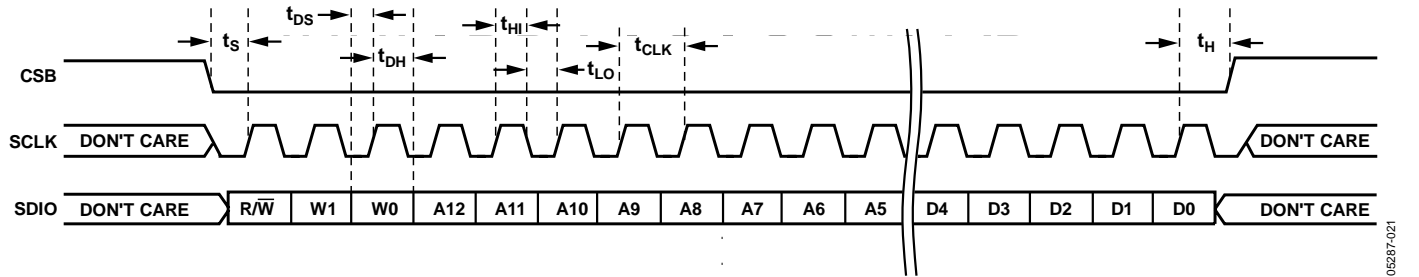 tDS
tHI
tS
tDH
tLO
tCLK
tH
CSB
SCLK DON'T CARE DON'T CARE
SDIO DON'T CARE R/W̅ W1 W0 A12 A11 A10 A9 A8 A7 A6 A5 D4 D3 D2 D1 D0 DON'T CARE
05287-021